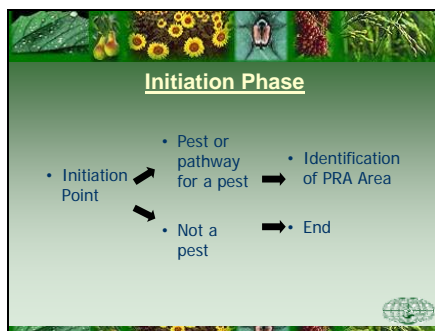 Initiation Phase
• Initiation
Point
• Pest or
pathway
for a pest
• Identification
of PRA Area
• Not a
pest
• End